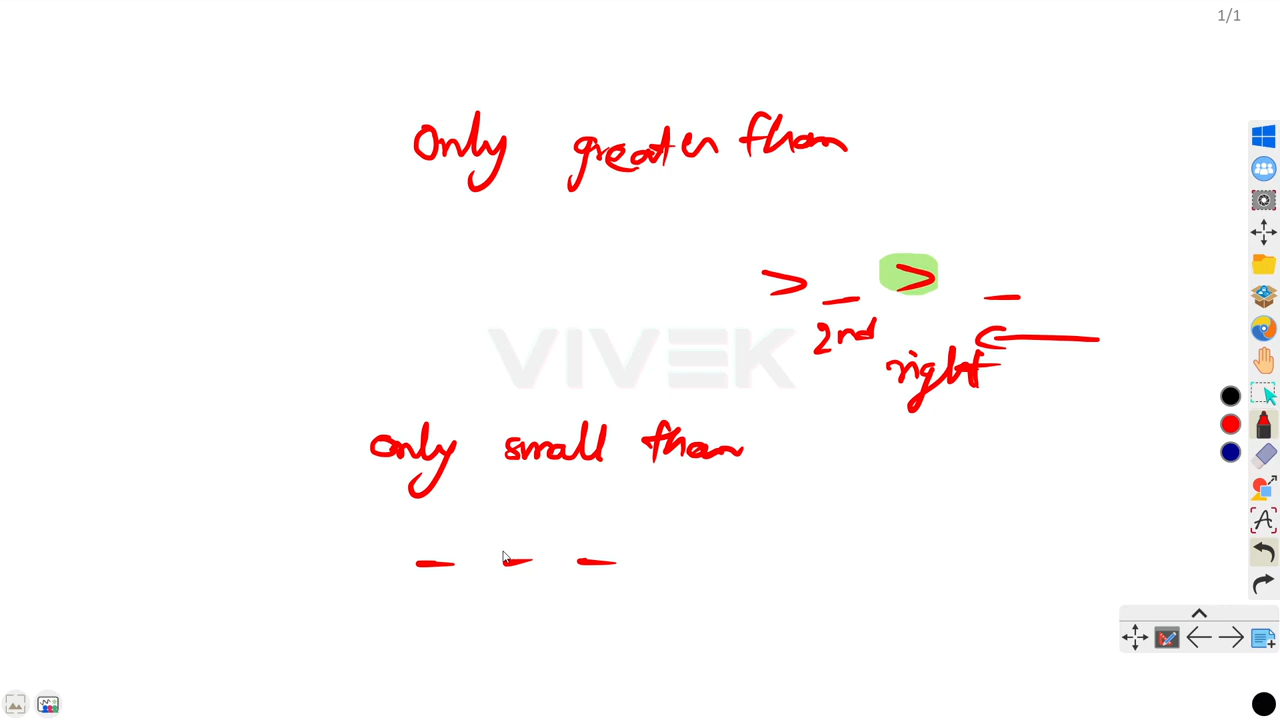 1/1
Only greater than
> _ > _
2nd
right
VIVEK
only small than
_ _ _